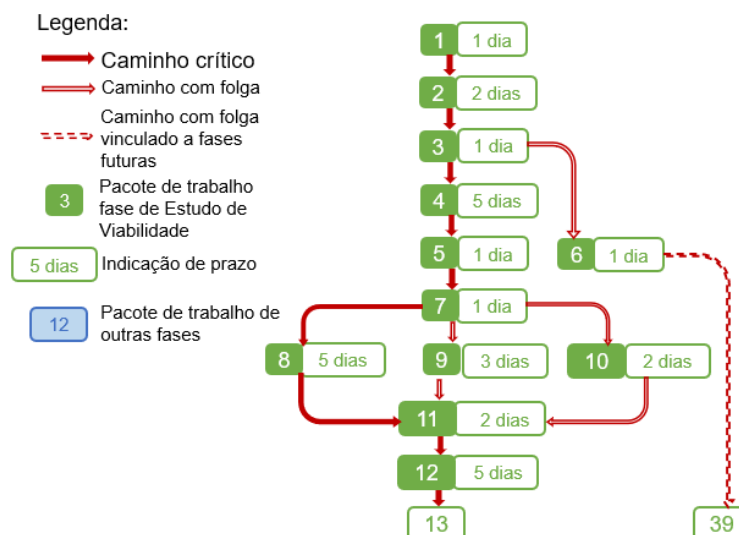 Legenda:
Caminho crítico
Caminho com folga
Caminho com folga
vinculado a fases
futuras
3
Pacote de trabalho
fase de Estudo de
Viabilidade
5 dias
Indicação de prazo
12
Pacote de trabalho de
outras fases
1
1 dia
2
2 dias
3
1 dia
4
5 dias
5
1 dia
6
1 dia
7
1 dia
8
5 dias
9
3 dias
10
2 dias
11
2 dias
12
5 dias
13
39